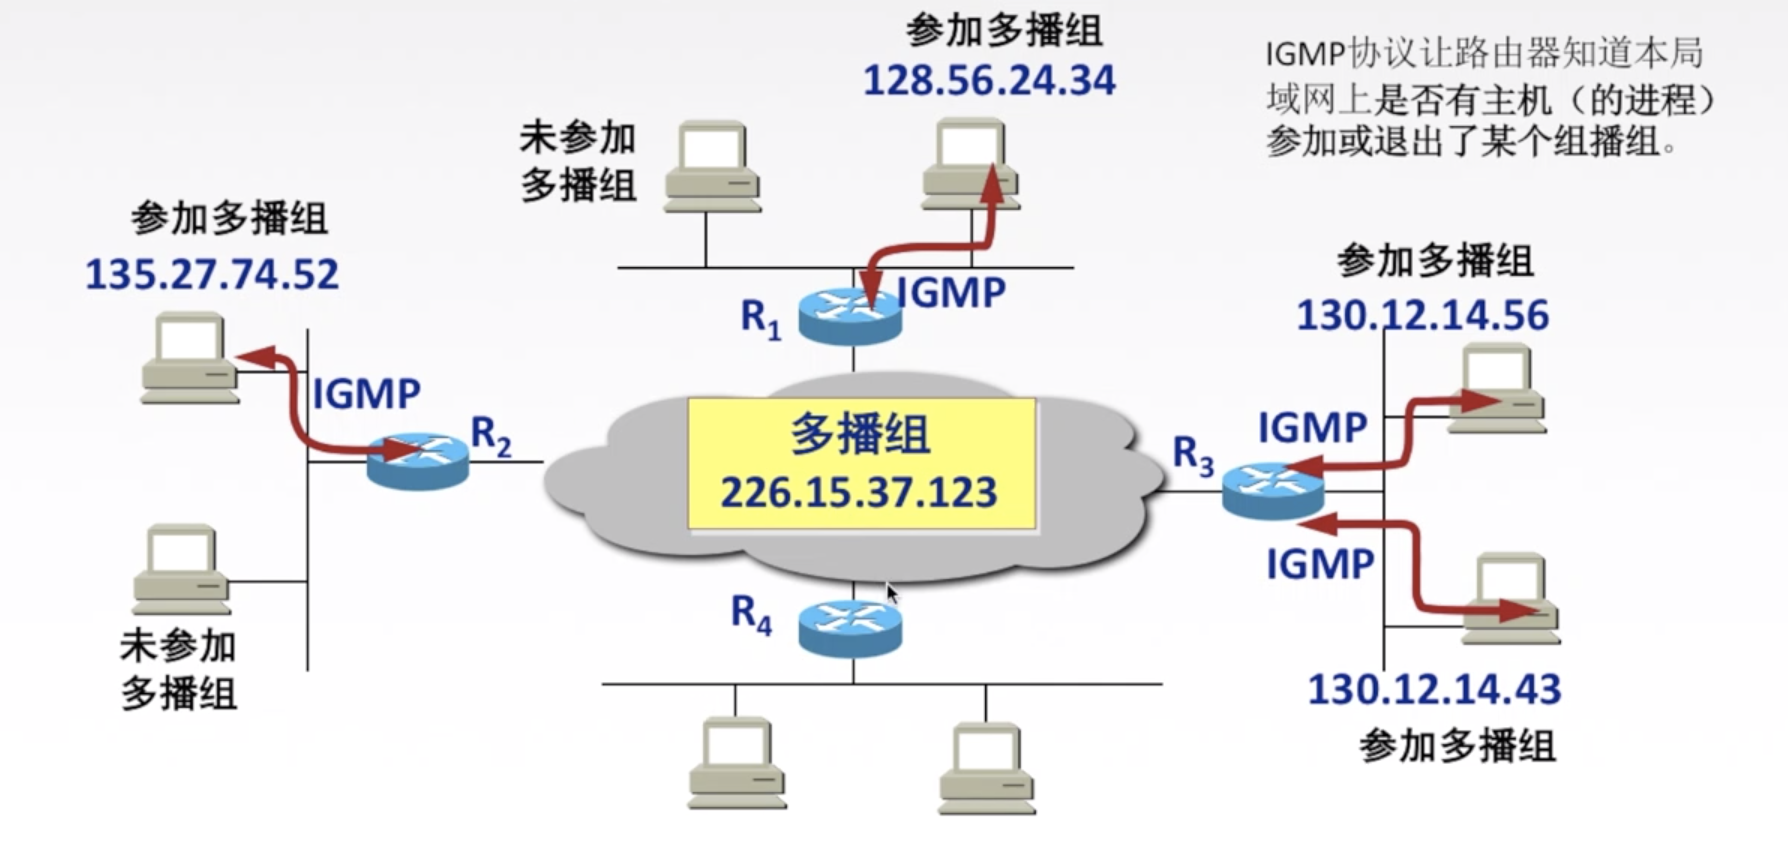 参加多播组
128.56.24.34
IGMP协议让路由器知道本局
域网上是否有主机（的进程）
参加或退出了某个组播组。
未参加
多播组
参加多播组
135.27.74.52
参加多播组
130.12.14.56
R1
IGMP
IGMP
R2
多播组
226.15.37.123
R3
IGMP
IGMP
R4
未参加
多播组
130.12.14.43
参加多播组